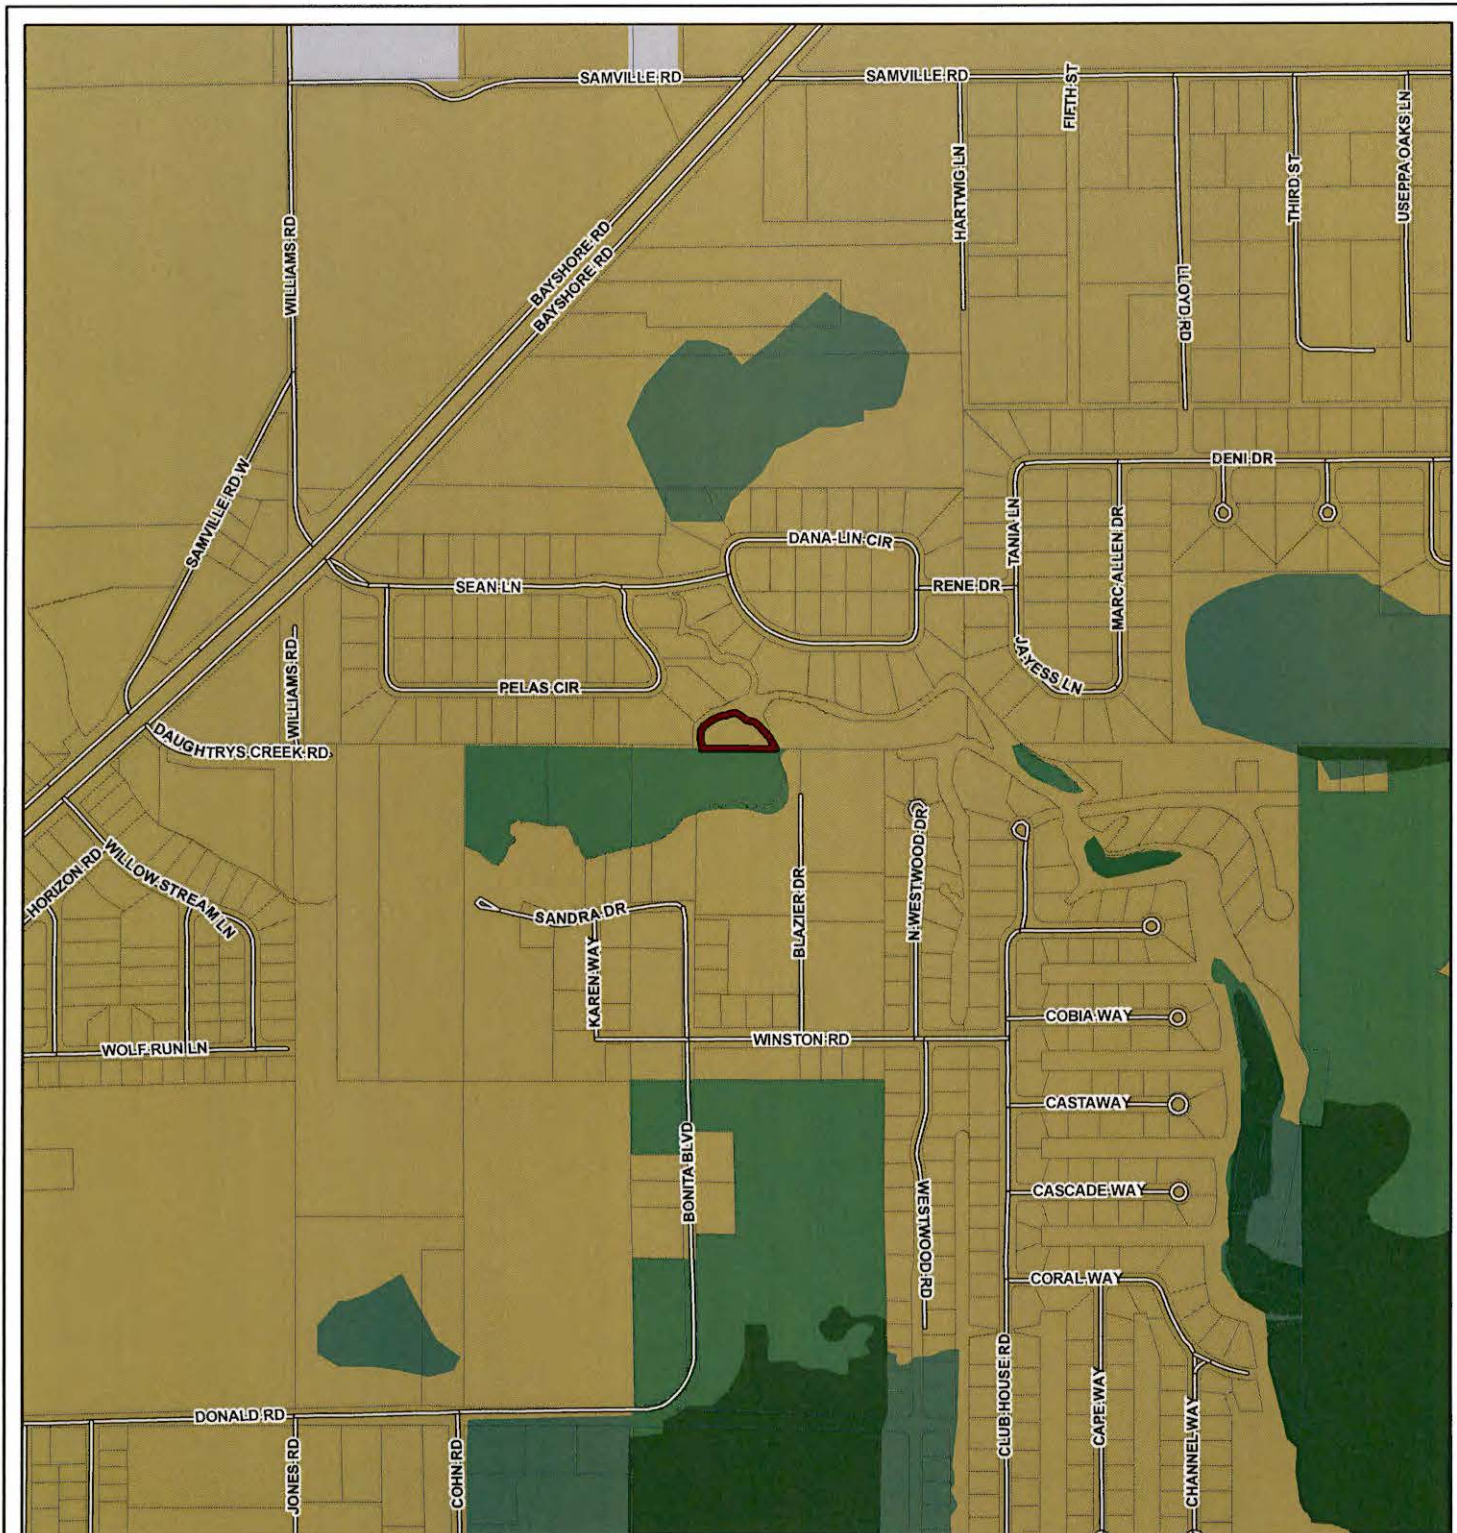 SAMVILLE RD
SAMVILLE RD
FIFTH ST
USEPPA OAKS LN
HARTWIG LN
THIRD ST
WILLIAMS RD
BAYSHORE RD
BAYSHORE RD
LLOYD RD
SAMVILLE RD W
DENI DR
TANIA LN
MARC ALLEN DR
DANA LIN CIR
SEAN LN
RENE DR
WILLIAMS RD
PELAS CIR
JA YESS LN
DAUGHTRYS CREEK RD
HORIZON RD
WILLOW STREAM LN
N WESTWOOD DR
BLAZIER DR
SANDRA DR
KAREN WAY
COBIA WAY
WINSTON RD
WOLF RUN LN
CASTAWAY
BONITA BLVD
CASCADE WAY
WESTWOOD RD
CORAL WAY
CLUB HOUSE RD
CAPE WAY
DONALD RD
CHANNEL WAY
JONES RD
COHN RD